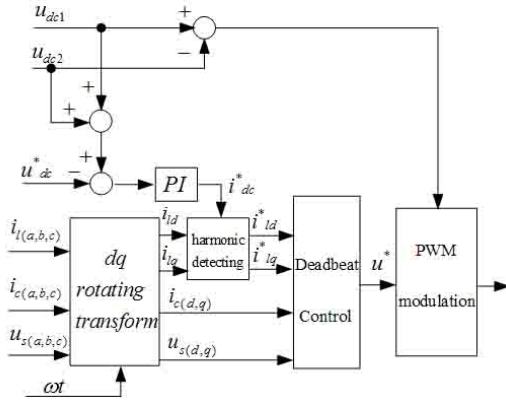 u_dc1
+
−
u_dc2
+
+
+
u*_dc
−
PI
i*_dc
i_l(a,b,c)
i_c(a,b,c)
u_s(a,b,c)
ωt
dq
rotating
transform
i_ld
i_lq
harmonic
detecting
i*_ld
i*_lq
i_c(d,q)
u_s(d,q)
Deadbeat
Control
u*
PWM
modulation